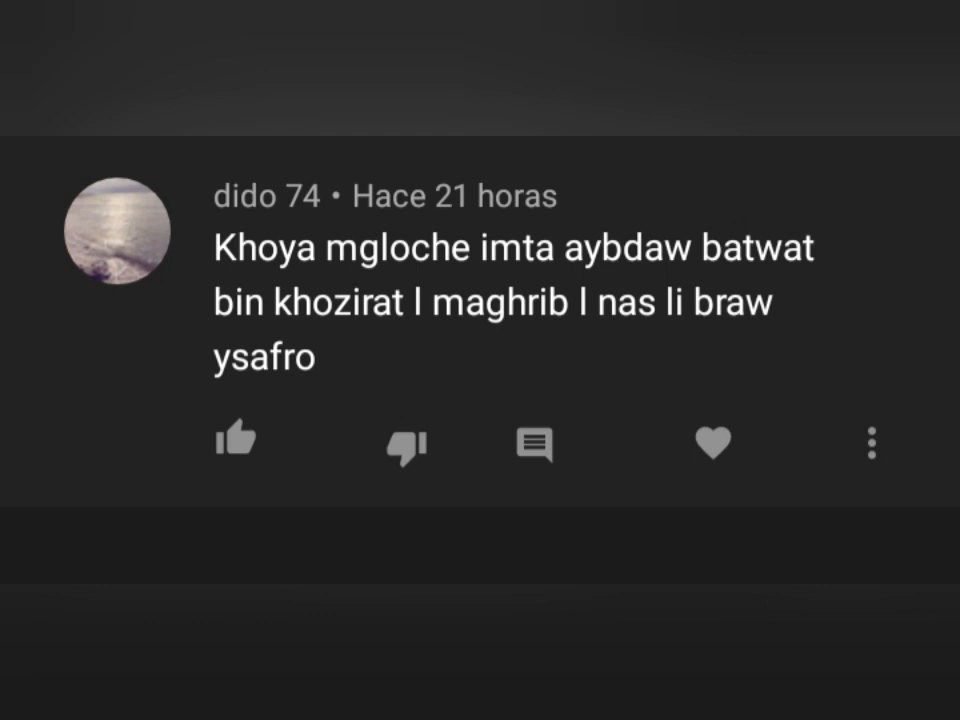 dido 74 • Hace 21 horas
Khoya mgloche imta aybdaw batwat
bin khozirat l maghrib l nas li braw
ysafro